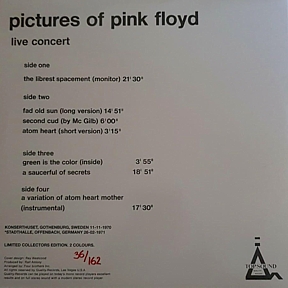 pictures of pink floyd
live concert
side one
the librest spacement (monitor) 21' 30"
side two
fad old sun (long version) 14' 51"
second cud (by Mc Gilb) 6'00"
atom heart (short version) 3'15"
side three
green is the color (inside) 3' 55"
a saucerful of secrets 18' 51"
side four
a variation of atom heart mother
(instrumental) 17' 30"
KONSERTHUSET, GOTHENBURG, SWEDEN 11-11-1970
*STADTHALLE, OFFENBACH, GERMANY 26-02-1971
LIMITED COLLECTORS EDITION. 2 COLOURS.
36/162
TOPSOUND